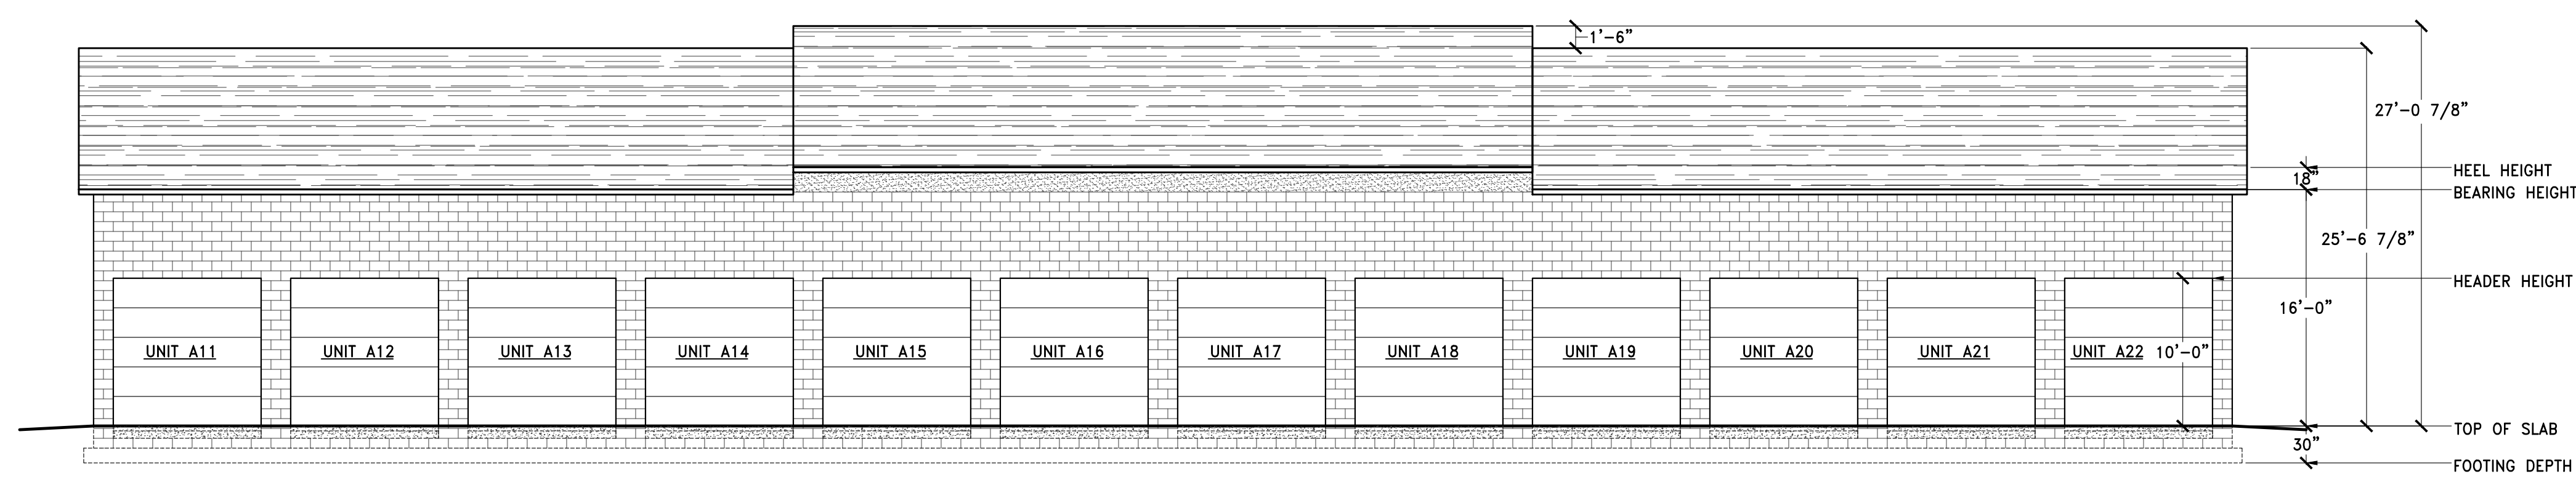 1'-6"
27'-0 7/8"
HEEL HEIGHT
18"
BEARING HEIGHT
25'-6 7/8"
HEADER HEIGHT
16'-0"
UNIT A11
UNIT A12
UNIT A13
UNIT A14
UNIT A15
UNIT A16
UNIT A17
UNIT A18
UNIT A19
UNIT A20
UNIT A21
UNIT A22
10'-0"
TOP OF SLAB
30"
FOOTING DEPTH